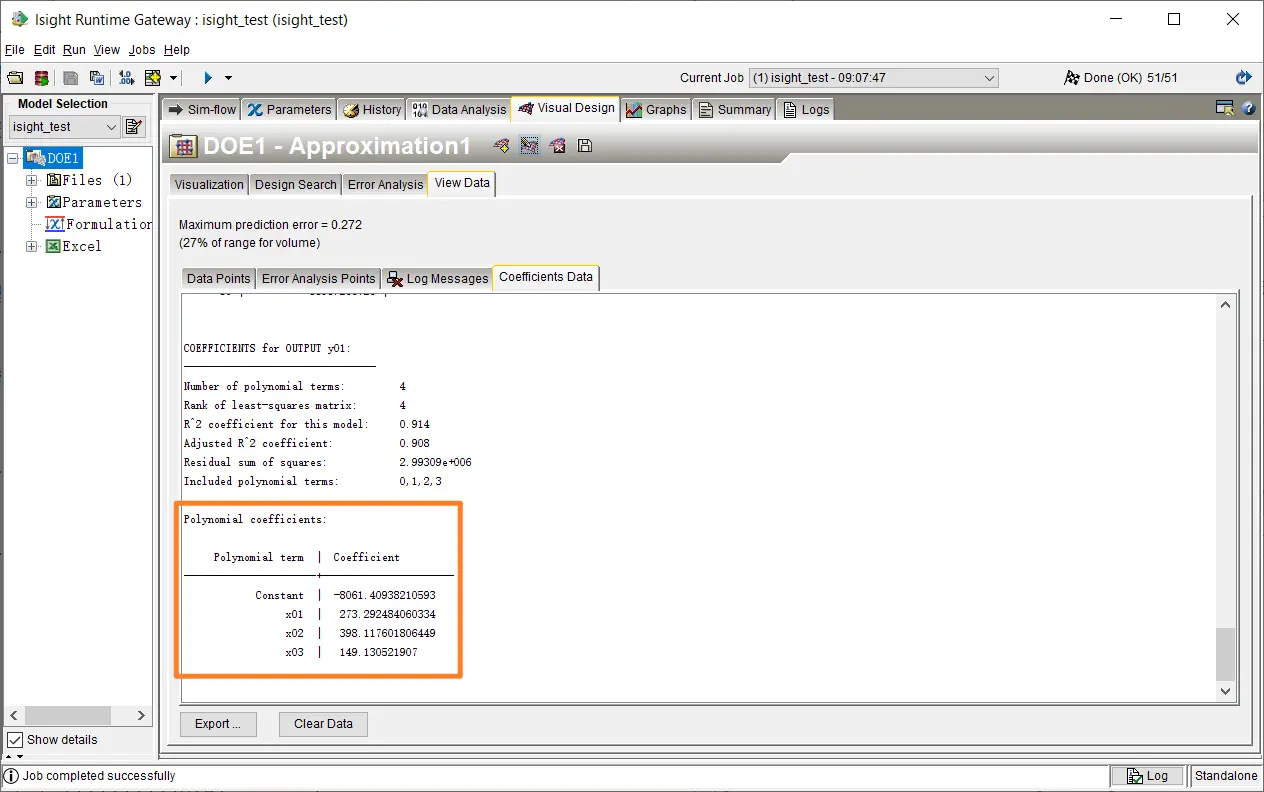 Isight Runtime Gateway : isight_test (isight_test)
File Edit Run View Jobs Help
Current Job (1) isight_test - 09:07:47 Done (OK) 51/51
Model Selection
isight_test
DOE1
Files (1)
Parameters
Formulation
Excel
Show details
Sim-flow Parameters History Data Analysis Visual Design Graphs Summary Logs
DOE1 - Approximation1
Visualization Design Search Error Analysis View Data
Maximum prediction error = 0.272
(27% of range for volume)
Data Points Error Analysis Points Log Messages Coefficients Data
COEFFICIENTS for OUTPUT y01:
Number of polynomial terms: 4
Rank of least-squares matrix: 4
R^2 coefficient for this model: 0.914
Adjusted R^2 coefficient: 0.908
Residual sum of squares: 2.99309e+006
Included polynomial terms: 0,1,2,3
Polynomial coefficients:
Polynomial term | Coefficient
Constant | -8061.40938210593
x01 | 273.292484060334
x02 | 398.117601806449
x03 | 149.130521907
Export ... Clear Data
Job completed successfully Log Standalone